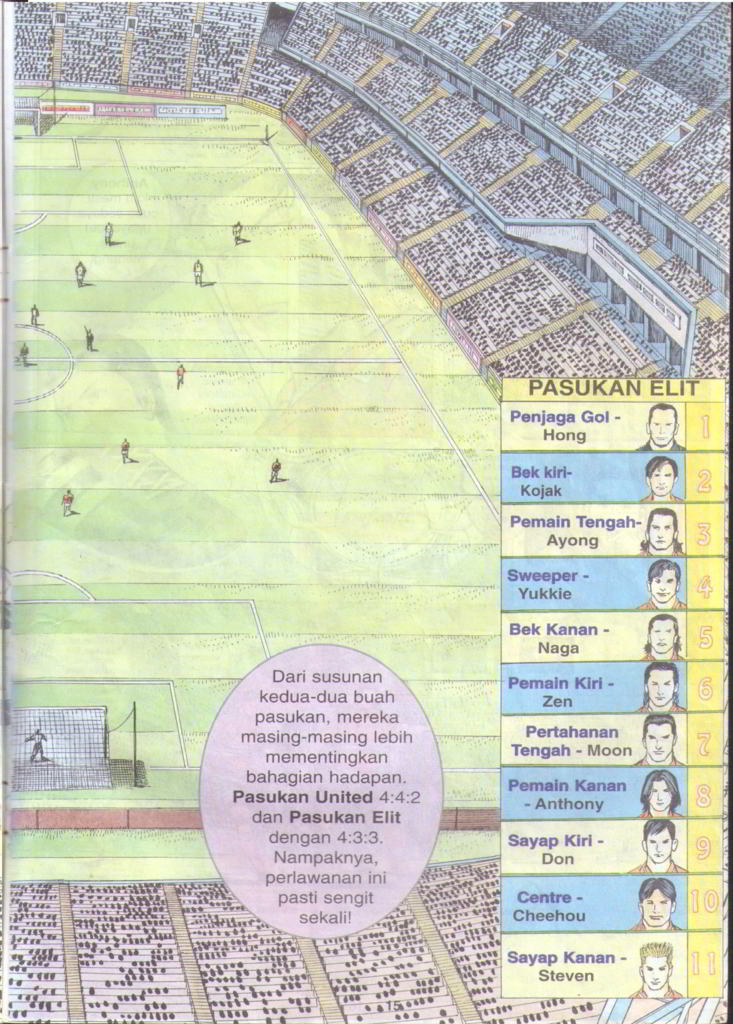 PASUKAN ELIT
Penjaga Gol -
Hong
1
Bek kiri-
Kojak
2
Pemain Tengah-
Ayong
3
Sweeper -
Yukkie
4
Bek Kanan -
Naga
5
Pemain Kiri -
Zen
6
Pertahanan
Tengah - Moon
7
Pemain Kanan
- Anthony
8
Sayap Kiri -
Don
9
Centre -
Cheehou
10
Sayap Kanan -
Steven
11
Dari susunan
kedua-dua buah
pasukan, mereka
masing-masing lebih
mementingkan
bahagian hadapan.
Pasukan United 4:4:2
dan Pasukan Elit
dengan 4:3:3.
Nampaknya,
perlawanan ini
pasti sengit
sekali!
15